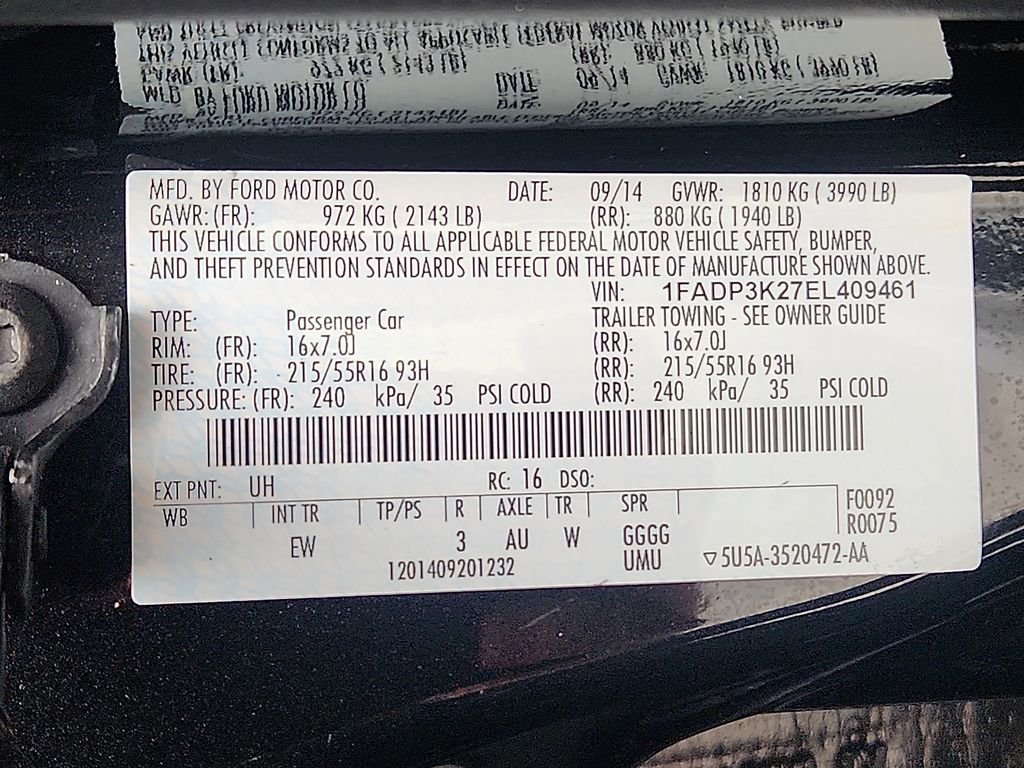 MFD. BY FORD MOTOR CO. DATE: 09/14 GVWR: 1810 KG ( 3990 LB)
GAWR: (FR): 972 KG ( 2143 LB) (RR): 880 KG ( 1940 LB)
THIS VEHICLE CONFORMS TO ALL APPLICABLE FEDERAL MOTOR VEHICLE SAFETY, BUMPER,
AND THEFT PREVENTION STANDARDS IN EFFECT ON THE DATE OF MANUFACTURE SHOWN ABOVE.
VIN: 1FADP3K27EL409461
TYPE: Passenger Car TRAILER TOWING - SEE OWNER GUIDE
RIM: (FR): 16x7.0J (RR): 16x7.0J
TIRE: (FR): 215/55R16 93H (RR): 215/55R16 93H
PRESSURE: (FR): 240 kPa/ 35 PSI COLD (RR): 240 kPa/ 35 PSI COLD
EXT PNT: UH RC: 16 DSO:
WB INT TR TP/PS R AXLE TR SPR F0092
R0075
EW 3 AU W GGGG
1201409201232 UMU ▽5U5A-3520472-AA